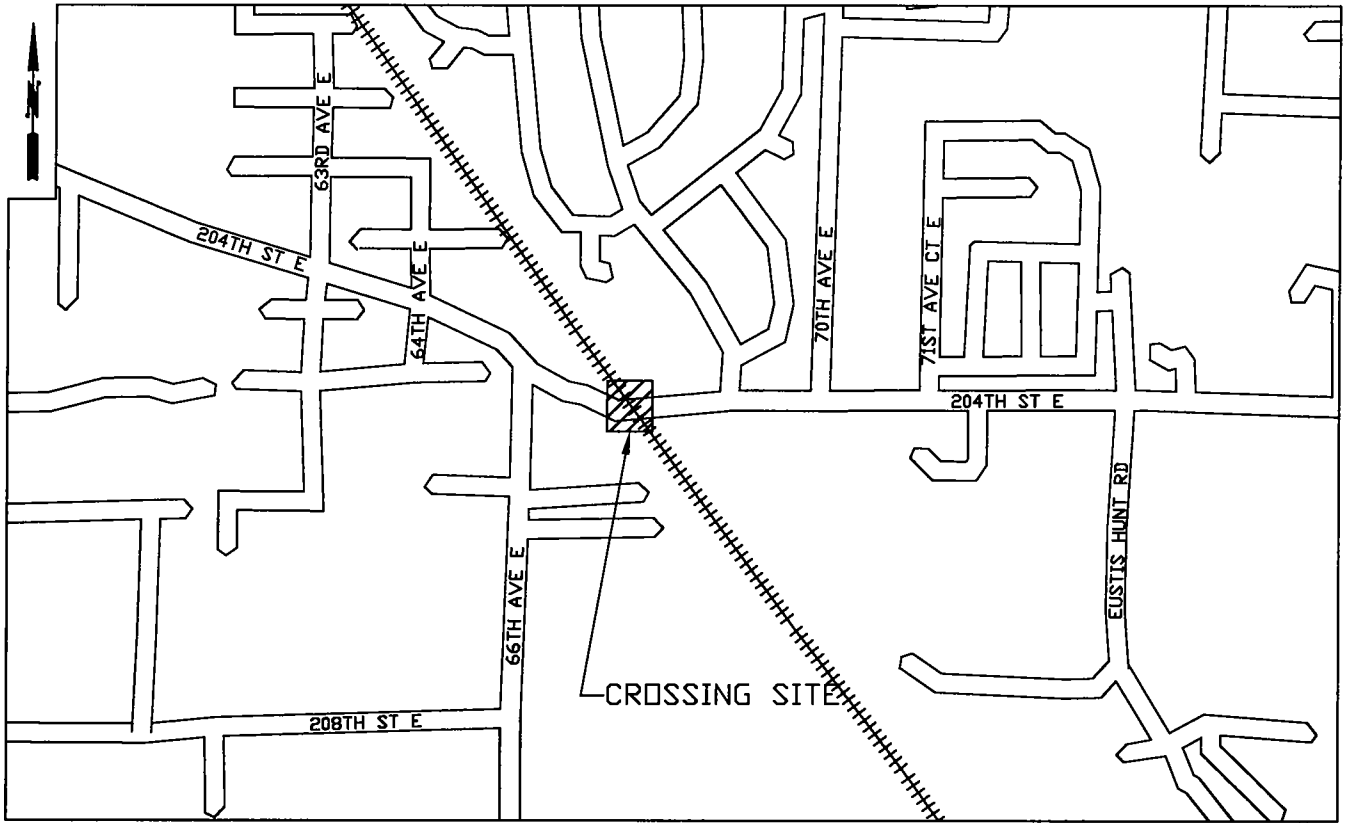 N
63RD AVE E
204TH ST E
64TH AVE E
70TH AVE E
71ST AVE CT E
204TH ST E
EUSTIS HUNT RD
66TH AVE E
CROSSING SITE
208TH ST E